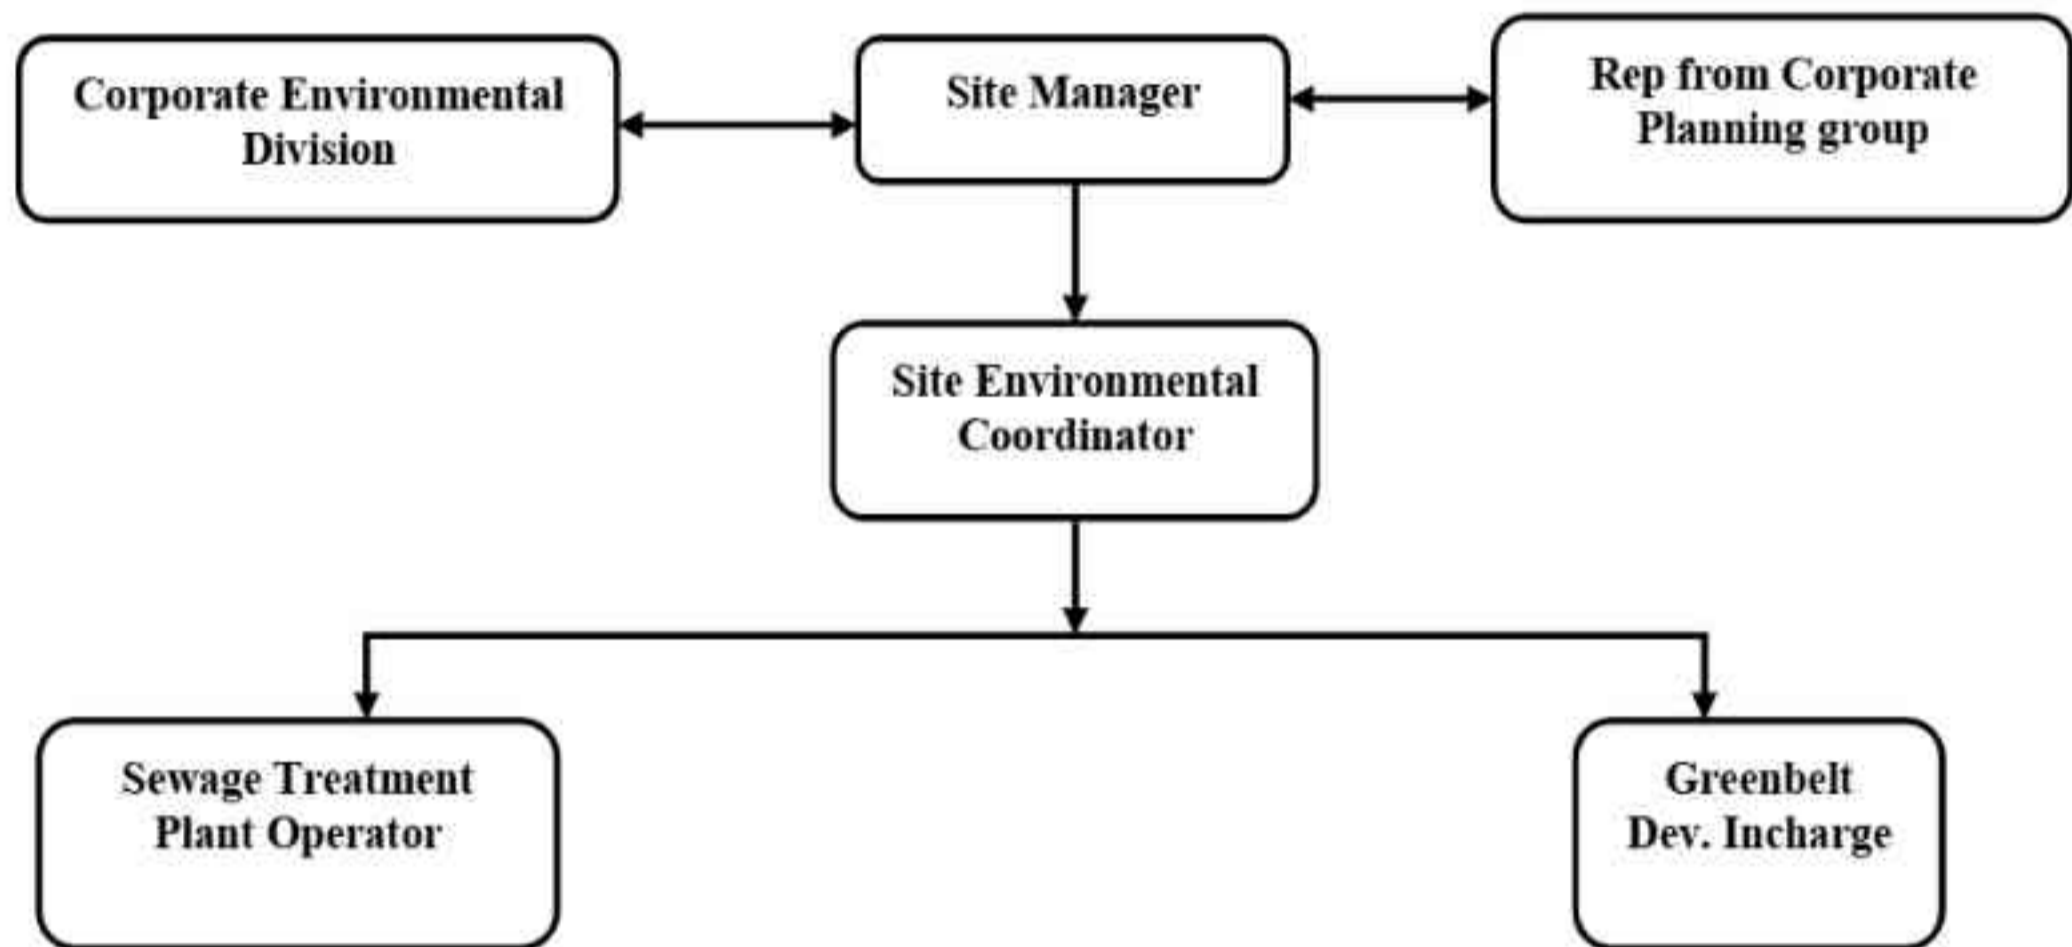 Corporate Environmental
Division
Site Manager
Rep from Corporate
Planning group
Site Environmental
Coordinator
Sewage Treatment
Plant Operator
Greenbelt
Dev. Incharge